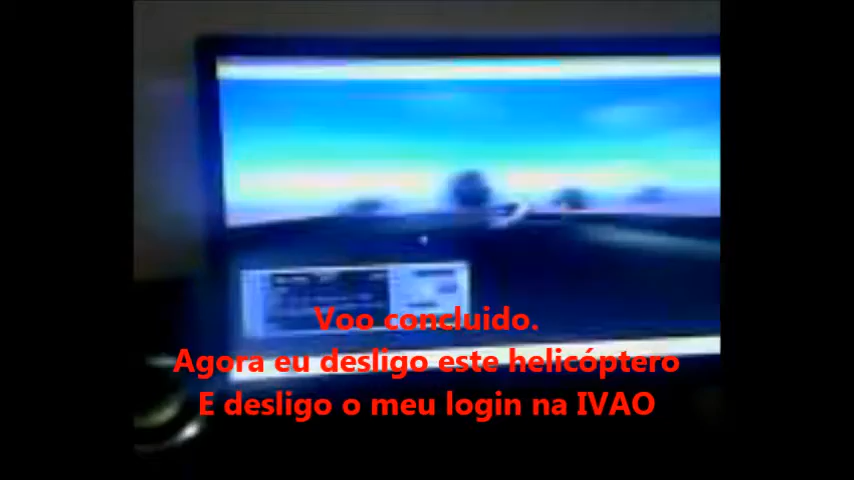 Voo concluido.
Agora eu desligo este helicóptero
E desligo o meu login na IVAO